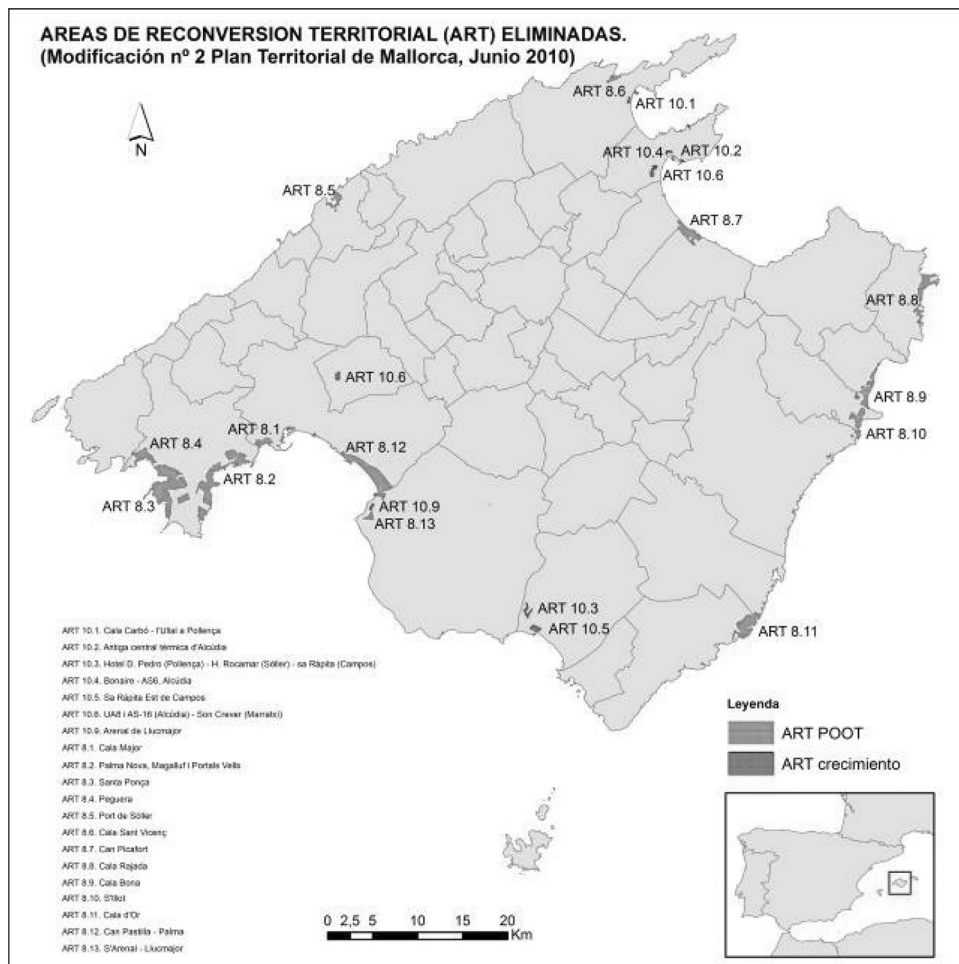 AREAS DE RECONVERSION TERRITORIAL (ART) ELIMINADAS.
(Modificación nº 2 Plan Territorial de Mallorca, Junio 2010)
N
ART 8.6
ART 10.1
ART 10.4
ART 10.2
ART 10.6
ART 8.5
ART 8.7
ART 8.8
ART 10.6
ART 8.9
ART 8.1
ART 8.10
ART 8.4
ART 8.12
ART 8.2
ART 8.3
ART 10.9
ART 8.13
ART 10.3
ART 10.5
ART 8.11
ART 10.1. Cala Carbó - l'Ullal a Pollença
ART 10.2. Antiga central tèrmica d'Alcúdia
ART 10.3. Hotel D. Pedro (Pollença) - H. Rocamar (Sóller) - sa Ràpita (Campos)
ART 10.4. Bonaire - AS6. Alcúdia
ART 10.5. Sa Ràpita Est de Campos
ART 10.6. UA8 i AS-16 (Alcúdia) - Son Crever (Marratxí)
ART 10.9. Arenal de Llucmajor
ART 8.1. Cala Major
ART 8.2. Palma Nova, Magalluf i Portals Vells
ART 8.3. Santa Ponça
ART 8.4. Peguera
ART 8.5. Port de Sóller
ART 8.6. Cala Sant Vicenç
ART 8.7. Can Picafort
ART 8.8. Cala Rajada
ART 8.9. Cala Bona
ART 8.10. S'Illot
ART 8.11. Cala d'Or
ART 8.12. Can Pastilla - Palma
ART 8.13. S'Arenal - Llucmajor
Leyenda
ART POOT
ART crecimiento
0 2,5 5 10 15 20
Km